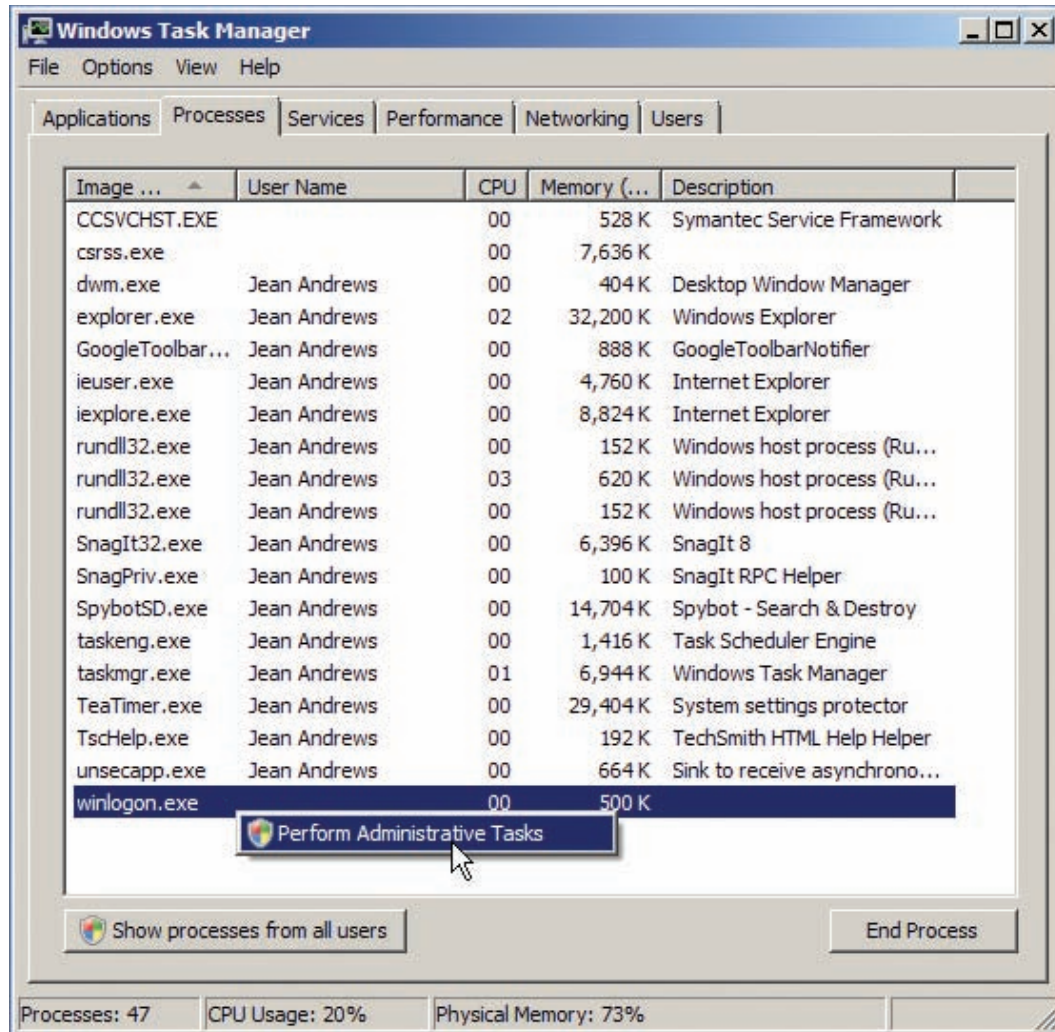 Windows Task Manager
File Options View Help
Applications Processes Services Performance Networking Users
Image ... User Name CPU Memory (... Description
CCSVCHST.EXE 00 528 K Symantec Service Framework
csrss.exe 00 7,636 K
dwm.exe Jean Andrews 00 404 K Desktop Window Manager
explorer.exe Jean Andrews 02 32,200 K Windows Explorer
GoogleToolbar... Jean Andrews 00 888 K GoogleToolbarNotifier
ieuser.exe Jean Andrews 00 4,760 K Internet Explorer
iexplore.exe Jean Andrews 00 8,824 K Internet Explorer
rundll32.exe Jean Andrews 00 152 K Windows host process (Ru...
rundll32.exe Jean Andrews 03 620 K Windows host process (Ru...
rundll32.exe Jean Andrews 00 152 K Windows host process (Ru...
SnagIt32.exe Jean Andrews 00 6,396 K SnagIt 8
SnagPriv.exe Jean Andrews 00 100 K SnagIt RPC Helper
SpybotSD.exe Jean Andrews 00 14,704 K Spybot - Search & Destroy
taskeng.exe Jean Andrews 00 1,416 K Task Scheduler Engine
taskmgr.exe Jean Andrews 01 6,944 K Windows Task Manager
TeaTimer.exe Jean Andrews 00 29,404 K System settings protector
TscHelp.exe Jean Andrews 00 192 K TechSmith HTML Help Helper
unsecapp.exe Jean Andrews 00 664 K Sink to receive asynchrono...
winlogon.exe 00 500 K
Perform Administrative Tasks
Show processes from all users End Process
Processes: 47 CPU Usage: 20% Physical Memory: 73%